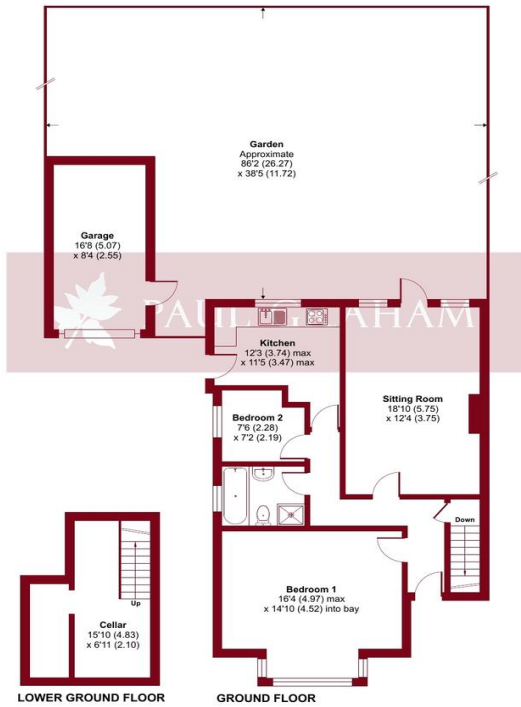 Garden
Approximate
86'2 (26.27)
x 38'5 (11.72)
Garage
16'8 (5.07)
x 8'4 (2.55)
PAUL GRAHAM
Kitchen
12'3 (3.74) max
x 11'5 (3.47) max
Sitting Room
18'10 (5.75)
x 12'4 (3.75)
Bedroom 2
7'6 (2.28)
x 7'2 (2.19)
Down
Bedroom 1
16'4 (4.97) max
x 14'10 (4.52) into bay
Up
Cellar
15'10 (4.83)
x 6'11 (2.10)
LOWER GROUND FLOOR
GROUND FLOOR